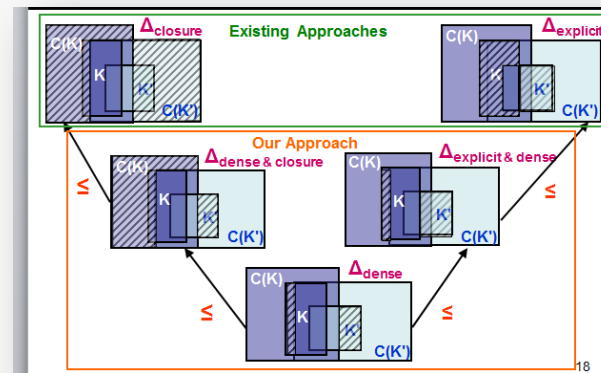 Existing Approaches
Δclosure
C(K)
K
K'
C(K')
Δexplicit
C(K)
K
K'
C(K')
Our Approach
Δdense & closure
C(K)
K
K'
C(K')
Δexplicit & dense
C(K)
K
K'
C(K')
≤
≤
Δdense
C(K)
K
K'
C(K')
≤
≤
18